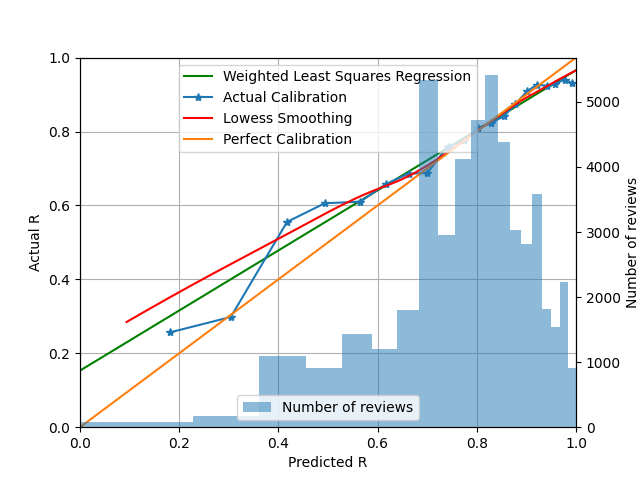 Weighted Least Squares Regression
Actual Calibration
Lowess Smoothing
Perfect Calibration
1.0
0.8
0.6
0.4
0.2
0.0
Actual R
5000
4000
3000
2000
1000
0
Number of reviews
Number of reviews
0.0 0.2 0.4 0.6 0.8 1.0
Predicted R